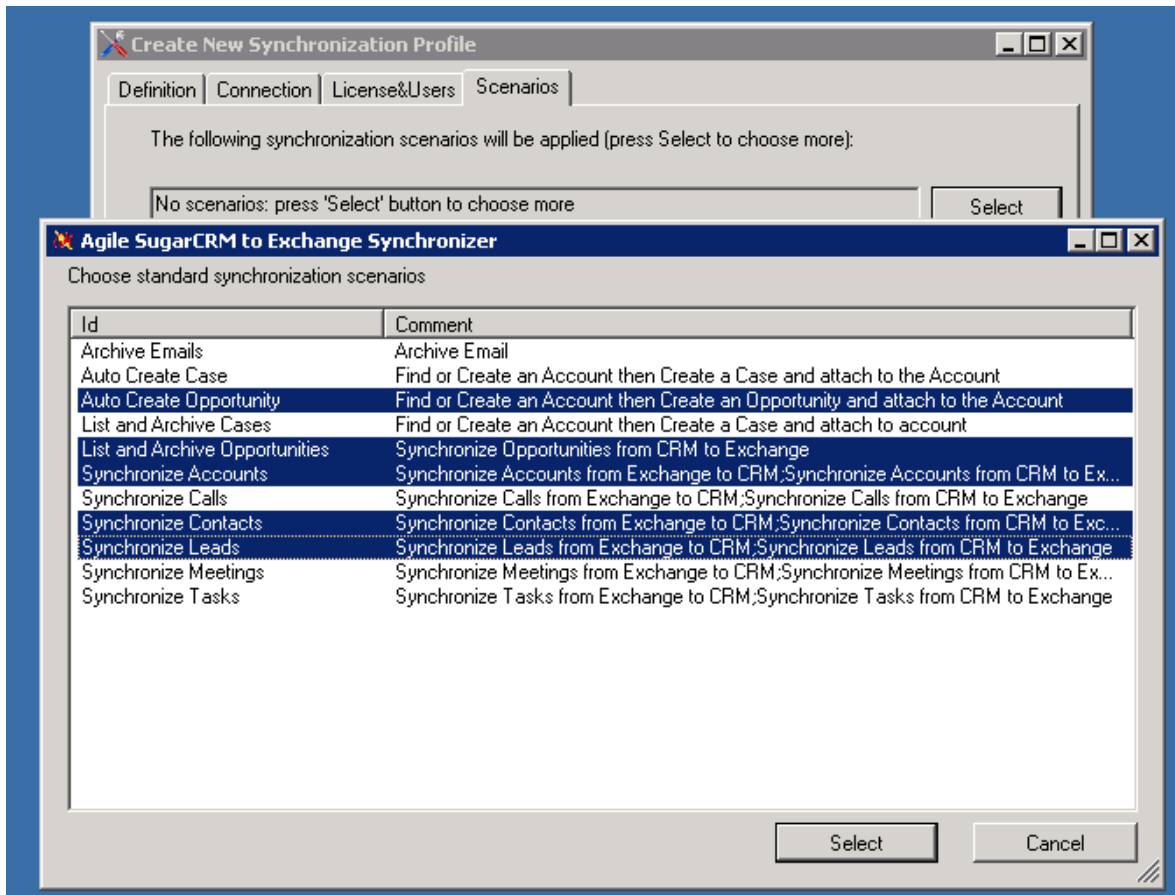 Create New Synchronization Profile
Definition Connection License&Users Scenarios
The following synchronization scenarios will be applied (press Select to choose more):
No scenarios: press 'Select' button to choose more Select
Agile SugarCRM to Exchange Synchronizer
Choose standard synchronization scenarios
Id Comment
Archive Emails Archive Email
Auto Create Case Find or Create an Account then Create a Case and attach to the Account
Auto Create Opportunity Find or Create an Account then Create an Opportunity and attach to the Account
List and Archive Cases Find or Create an Account then Create a Case and attach to account
List and Archive Opportunities Synchronize Opportunities from CRM to Exchange
Synchronize Accounts Synchronize Accounts from Exchange to CRM;Synchronize Accounts from CRM to Ex...
Synchronize Calls Synchronize Calls from Exchange to CRM;Synchronize Calls from CRM to Exchange
Synchronize Contacts Synchronize Contacts from Exchange to CRM;Synchronize Contacts from CRM to Exc...
Synchronize Leads Synchronize Leads from Exchange to CRM;Synchronize Leads from CRM to Exchange
Synchronize Meetings Synchronize Meetings from Exchange to CRM;Synchronize Meetings from CRM to Ex...
Synchronize Tasks Synchronize Tasks from Exchange to CRM;Synchronize Tasks from CRM to Exchange
Select Cancel